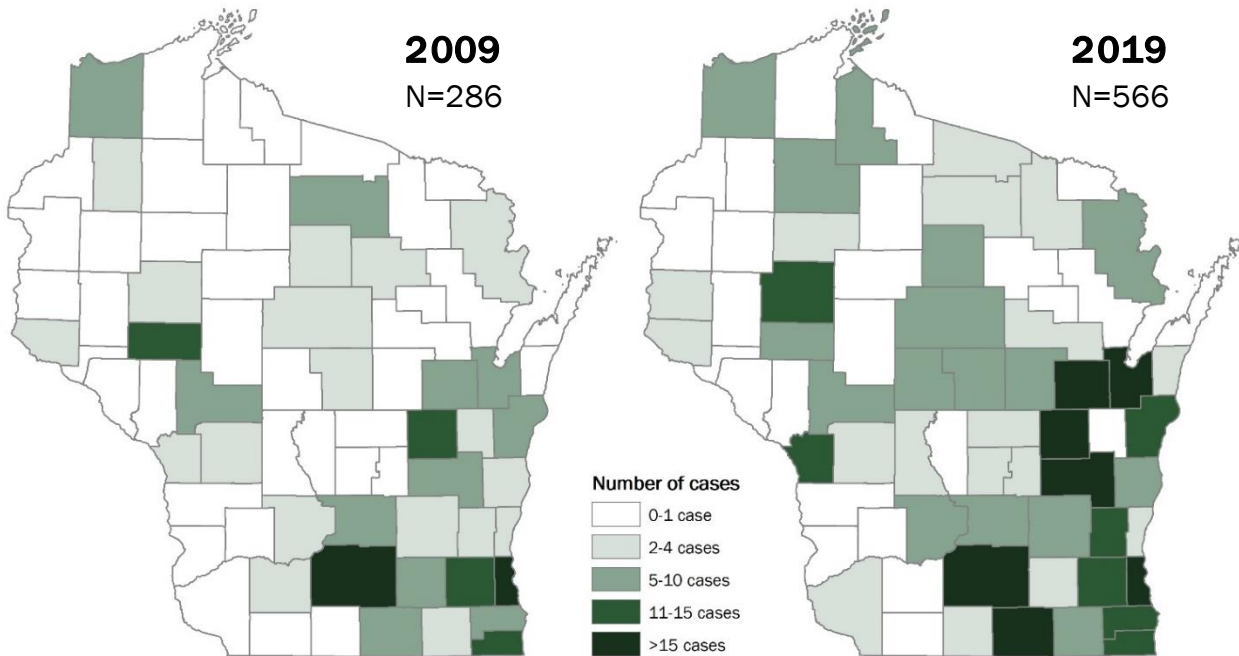 2009
N=286
2019
N=566
Number of cases
0-1 case
2-4 cases
5-10 cases
11-15 cases
>15 cases